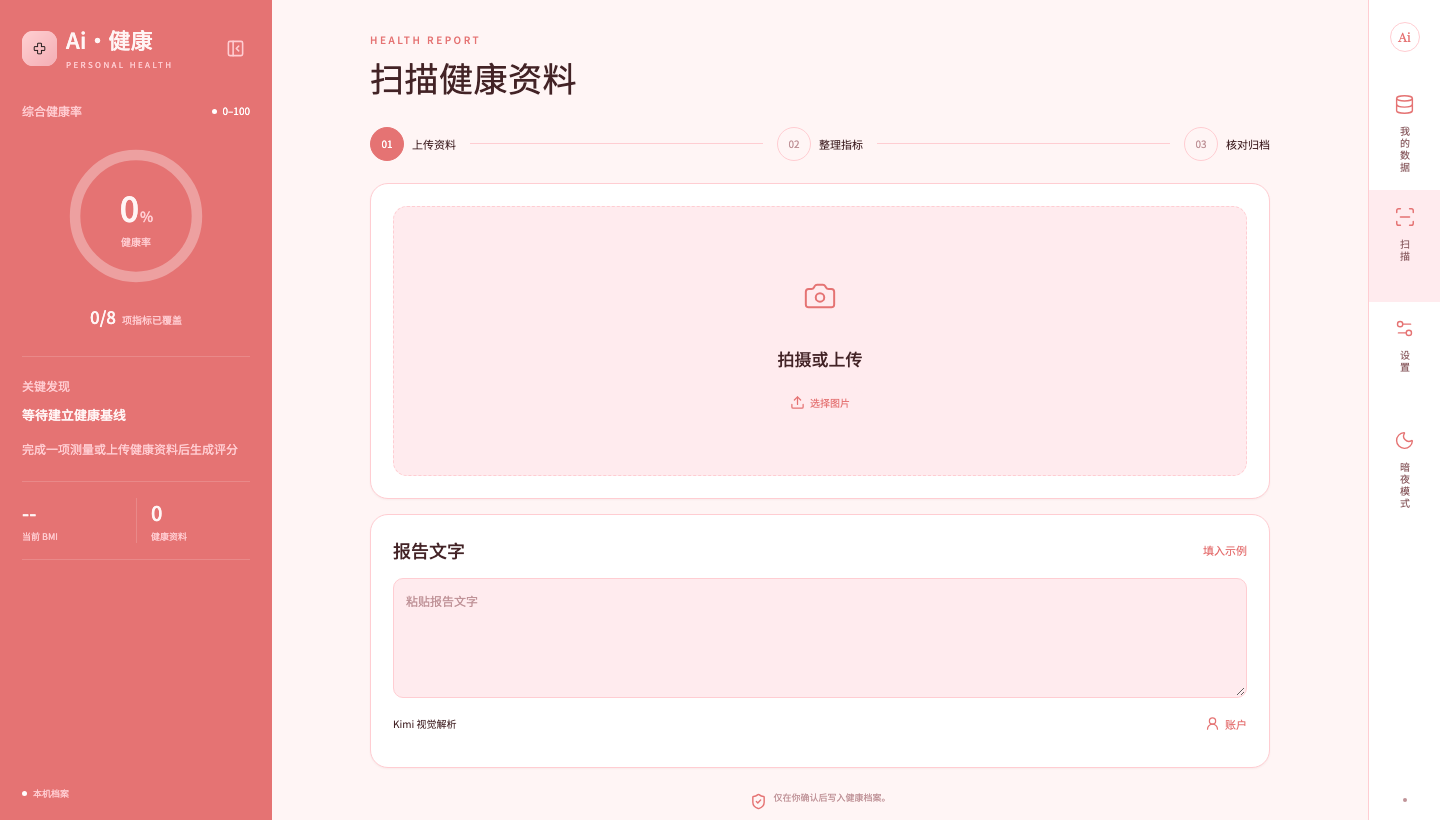 Ai・健康
PERSONAL HEALTH
综合健康率
0–100
0%
健康率
0/8 项指标已覆盖
关键发现
等待建立健康基线
完成一项测量或上传健康资料后生成评分
--
当前 BMI
0
健康资料
本机档案
HEALTH REPORT
扫描健康资料
01 上传资料
02 整理指标
03 核对归档
拍摄或上传
选择图片
报告文字
填入示例
粘贴报告文字
Kimi 视觉解析
账户
仅在你确认后写入健康档案。
Ai
我的数据
扫描
设置
暗夜模式